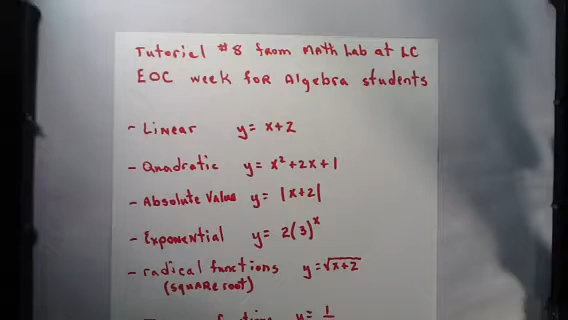 Tutorial #8 from Math Lab at LC
EOC week for Algebra students
- Linear y = x+2
- Quadratic y = x²+2x+1
- Absolute Value y = |x+2|
- Exponential y = 2(3)ˣ
- radical functions y = √x+2
(square root)
y = 1